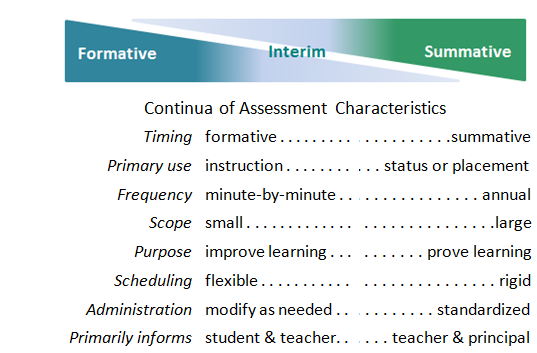 Formative Interim Summative
Continua of Assessment Characteristics
Timing formative . . . . . . . . . . . . . . . . . . . .summative
Primary use instruction . . . . . . . . . . . status or placement
Frequency minute-by-minute . . . . . . . . . . . . . . . . annual
Scope small . . . . . . . . . . . . . . . . . . . . . . . . . . . .large
Purpose improve learning . . . . . . . . . . prove learning
Scheduling flexible . . . . . . . . . . . . . . . . . . . . . . . . . . rigid
Administration modify as needed . . . . . . . . . . . standardized
Primarily informs student & teacher. . . . . . teacher & principal